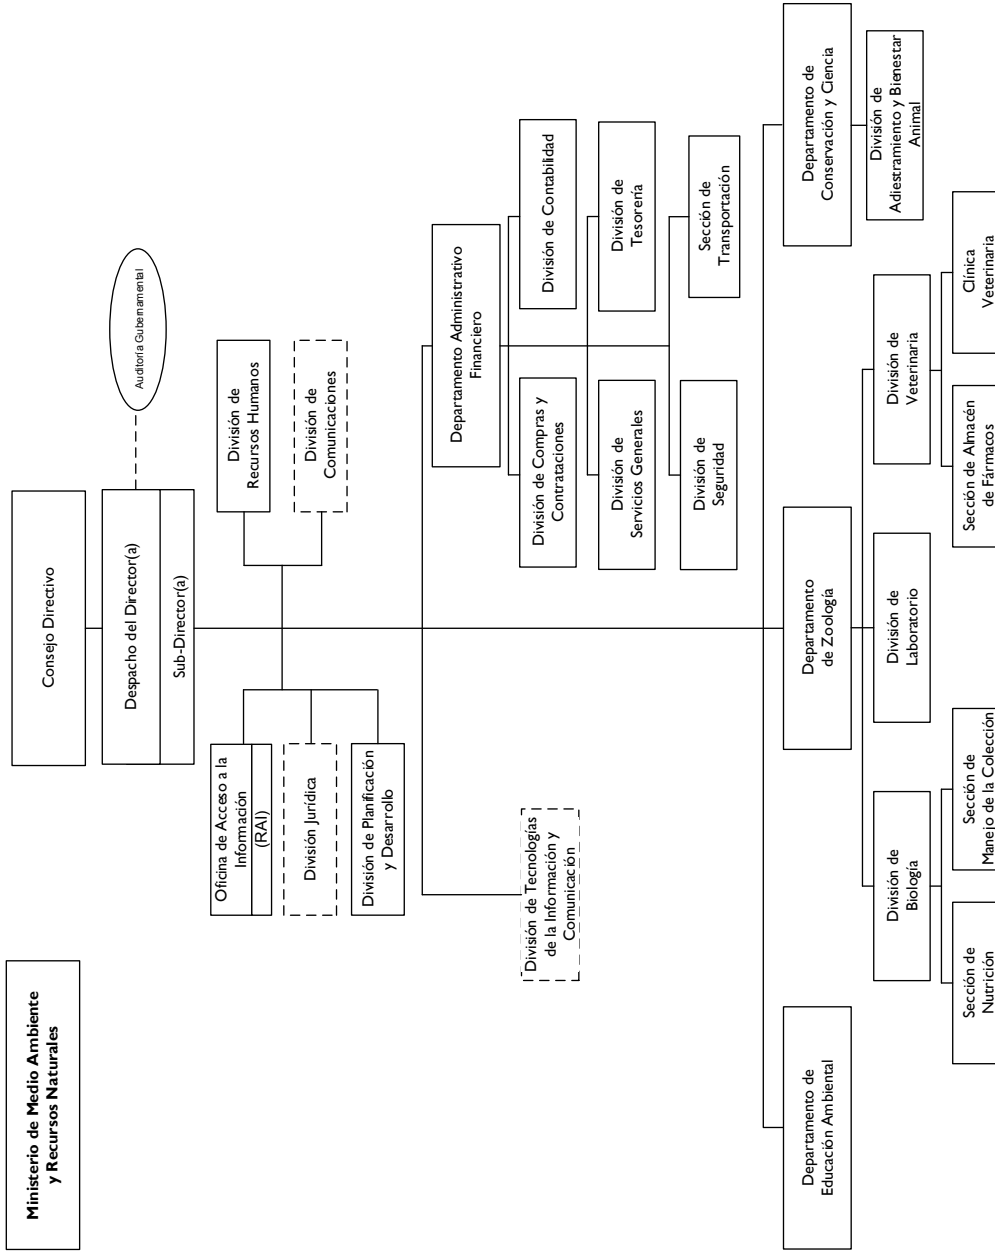 Ministerio de Medio Ambiente
y Recursos Naturales
Consejo Directivo
Despacho del Director(a)
Sub-Director(a)
Auditoría Gubernamental
Oficina de Acceso a la
Información
(RAI)
División Jurídica
División de Planificación
y Desarrollo
División de
Recursos Humanos
División de
Comunicaciones
División de Tecnologías
de la Información y
Comunicación
Departamento Administrativo
Financiero
División de Compras y
Contrataciones
División de Contabilidad
División de
Servicios Generales
División de
Tesorería
División de
Seguridad
Sección de
Transportación
Departamento de
Educación Ambiental
Departamento
de Zoología
Departamento de
Conservación y Ciencia
División de
Biología
División de
Laboratorio
División de
Veterinaria
División de
Adiestramiento y Bienestar
Animal
Sección de
Nutrición
Sección de
Manejo de la Colección
Sección de Almacén
de Fármacos
Clínica
Veterinaria